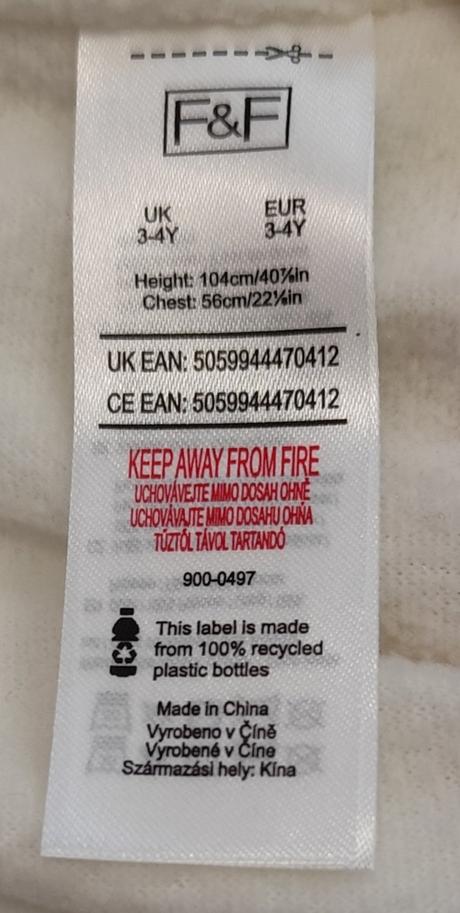 F&F
UK EUR
3-4Y 3-4Y
Height: 104cm/40⅞in
Chest: 56cm/22⅛in
UK EAN: 5059944470412
CE EAN: 5059944470412
KEEP AWAY FROM FIRE
UCHOVÁVEJTE MIMO DOSAH OHNĚ
UCHOVÁVAJTE MIMO DOSAHU OHŇA
TŰZTŐL TÁVOL TARTANDÓ
900-0497
This label is made
from 100% recycled
plastic bottles
Made in China
Vyrobeno v Číně
Vyrobené v Číne
Származási hely: Kína